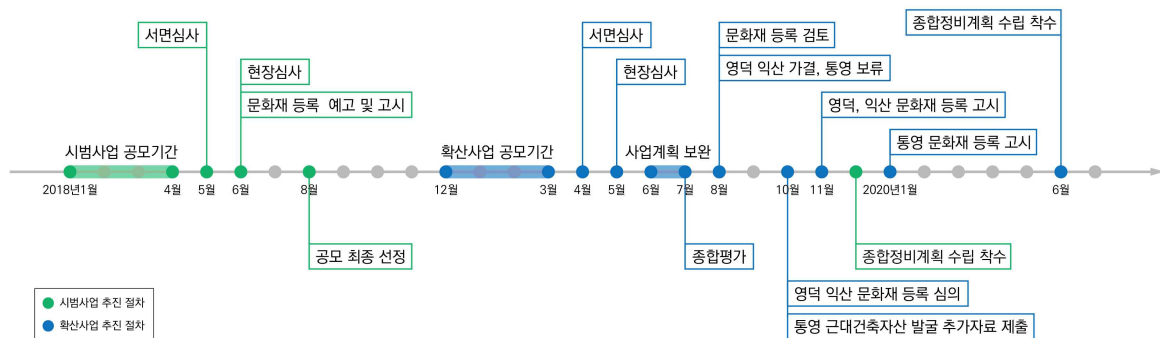 종합정비계획 수립 착수
서면심사
서면심사
문화재 등록 검토
현장심사
현장심사
영덕 익산 가결, 통영 보류
문화재 등록 예고 및 고시
영덕, 익산 문화재 등록 고시
통영 문화재 등록 고시
시범사업 공모기간
확산사업 공모기간
사업계획 보완
2018년1월
4월
5월
6월
8월
12월
3월
4월
5월
6월
7월
8월
10월
11월
2020년1월
6월
공모 최종 선정
종합평가
종합정비계획 수립 착수
영덕 익산 문화재 등록 심의
통영 근대건축자산 발굴 추가자료 제출
시범사업 추진 절차
확산사업 추진 절차